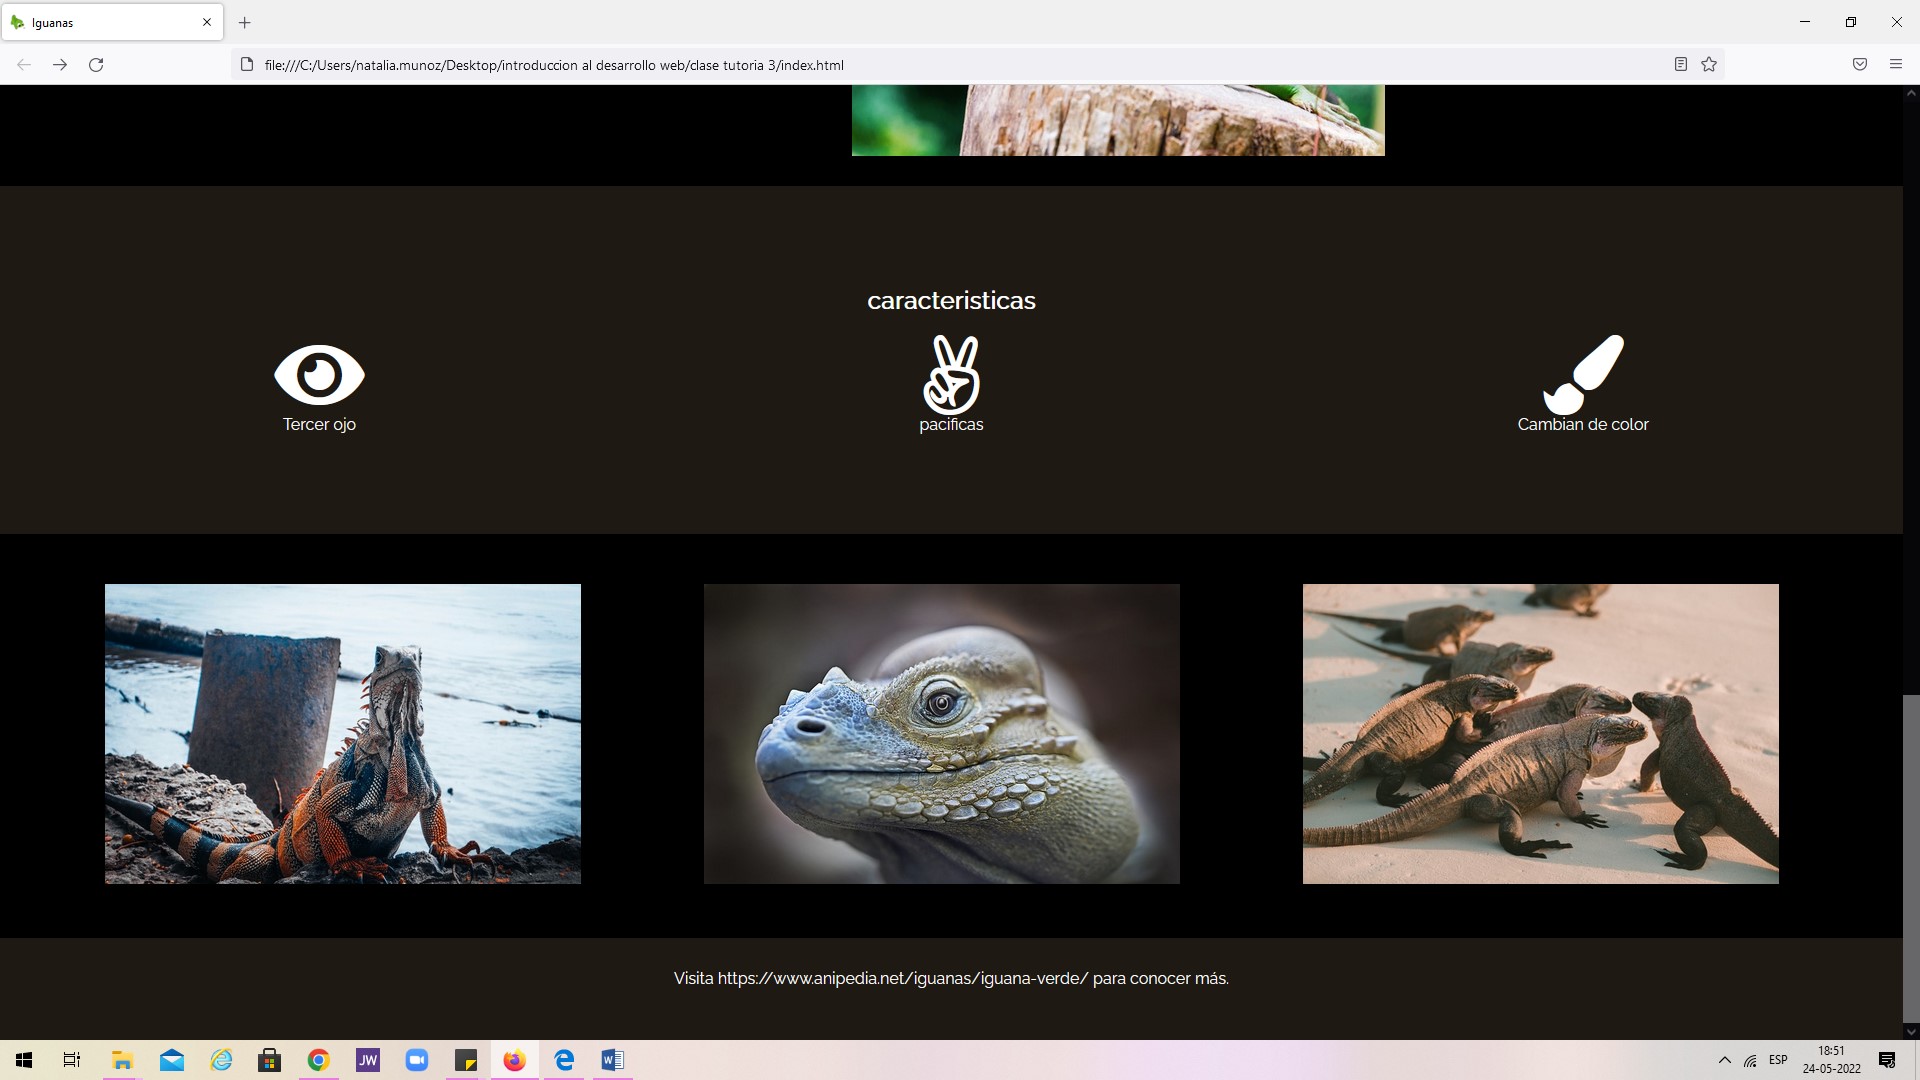 Iguanas
file:///C:/Users/natalia.munoz/Desktop/introduccion al desarrollo web/clase tutoria 3/index.html
caracteristicas
Tercer ojo
pacificas
Cambian de color
Visita https://www.anipedia.net/iguanas/iguana-verde/ para conocer más.
JW
W
ESP
18:51
24-05-2022